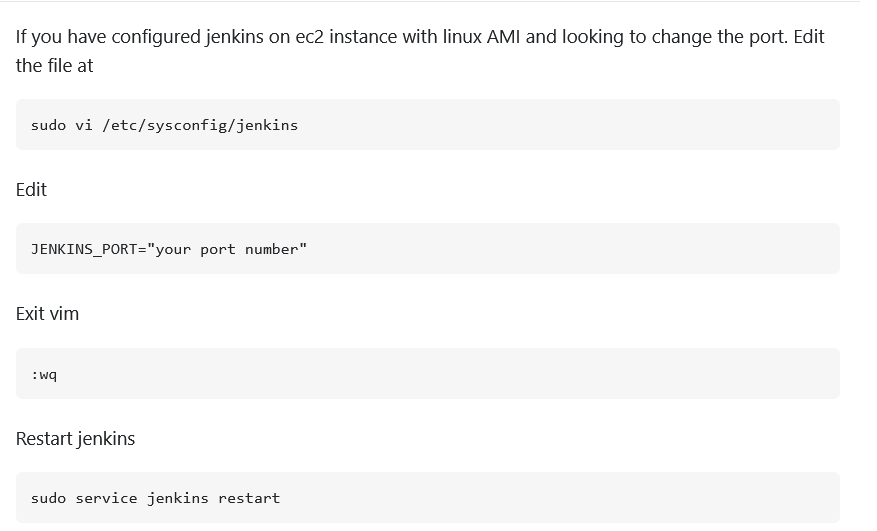 If you have configured jenkins on ec2 instance with linux AMI and looking to change the port. Edit
the file at
sudo vi /etc/sysconfig/jenkins
Edit
JENKINS_PORT="your port number"
Exit vim
:wq
Restart jenkins
sudo service jenkins restart